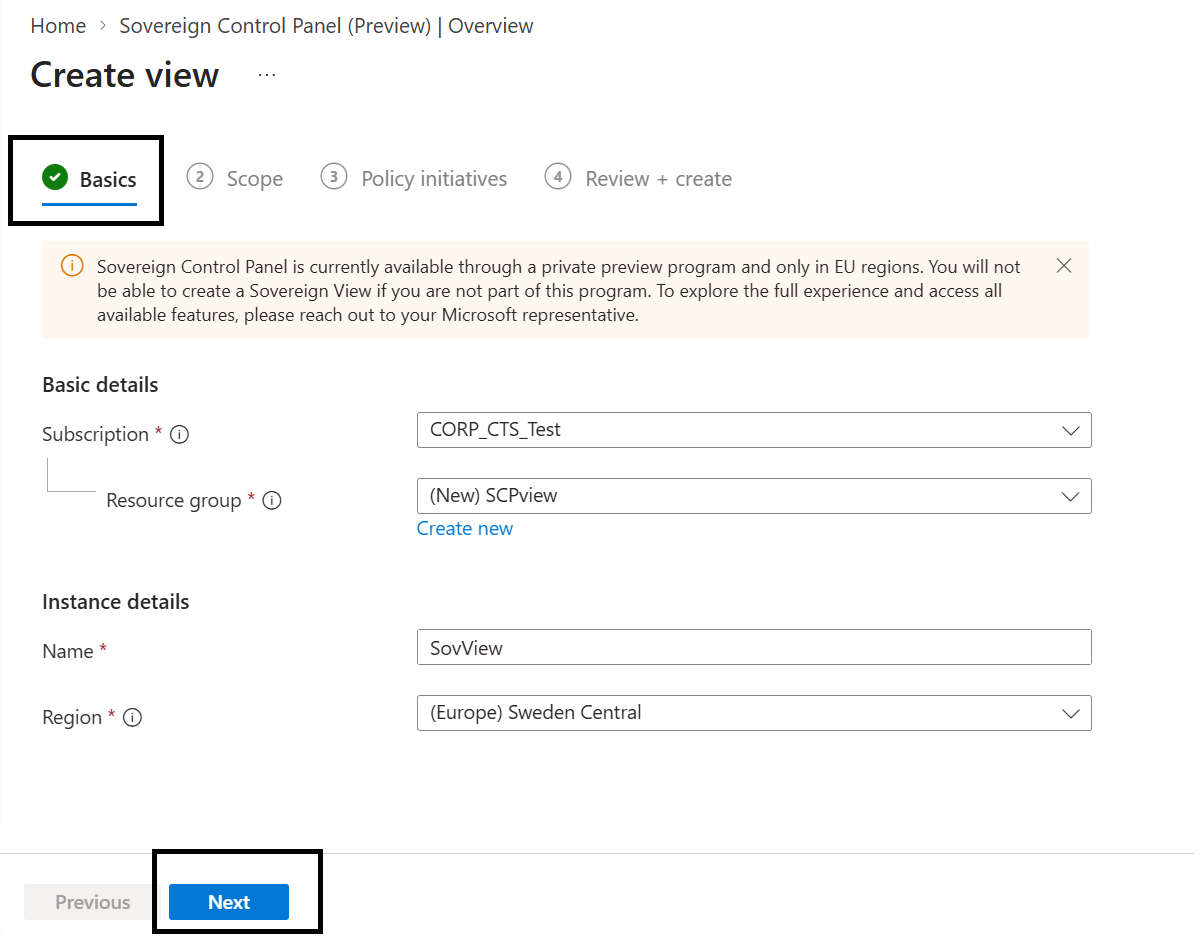 Home > Sovereign Control Panel (Preview) | Overview
Create view ...
Basics 2 Scope 3 Policy initiatives 4 Review + create
Sovereign Control Panel is currently available through a private preview program and only in EU regions. You will not
be able to create a Sovereign View if you are not part of this program. To explore the full experience and access all
available features, please reach out to your Microsoft representative.
Basic details
Subscription * CORP_CTS_Test
Resource group * (New) SCPview
Create new
Instance details
Name * SovView
Region * (Europe) Sweden Central
Previous Next